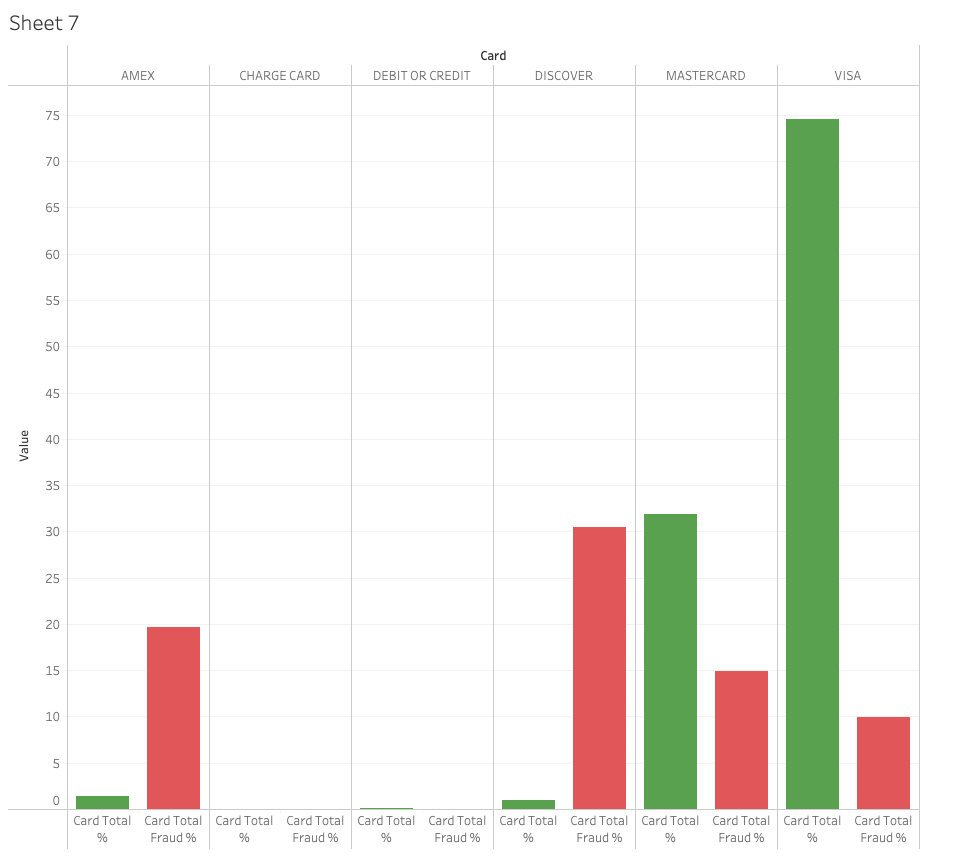 Sheet 7
Card
AMEX CHARGE CARD DEBIT OR CREDIT DISCOVER MASTERCARD VISA
75
70
65
60
55
50
45
40
35
30
25
20
15
10
5
0
Value
Card Total Card Total Card Total Card Total Card Total Card Total Card Total Card Total Card Total Card Total Card Total Card Total
% Fraud % % Fraud % % Fraud % % Fraud % % Fraud % % Fraud %